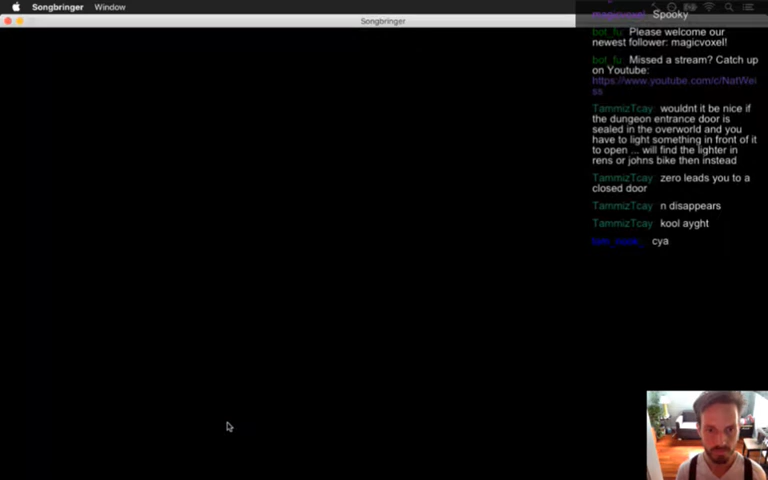 Songbringer Window
Songbringer
magicvoxel Spooky
bot_fu Please welcome our
newest follower: magicvoxel!
bot_fu Missed a stream? Catch up
on Youtube:
https://www.youtube.com/c/NatWei
ss
TammizTcay wouldnt it be nice if
the dungeon entrance door is
sealed in the overworld and you
have to light something in front of it
to open ... will find the lighter in
rens or johns bike then instead
TammizTcay zero leads you to a
closed door
TammizTcay n disappears
TammizTcay kool ayght
cya